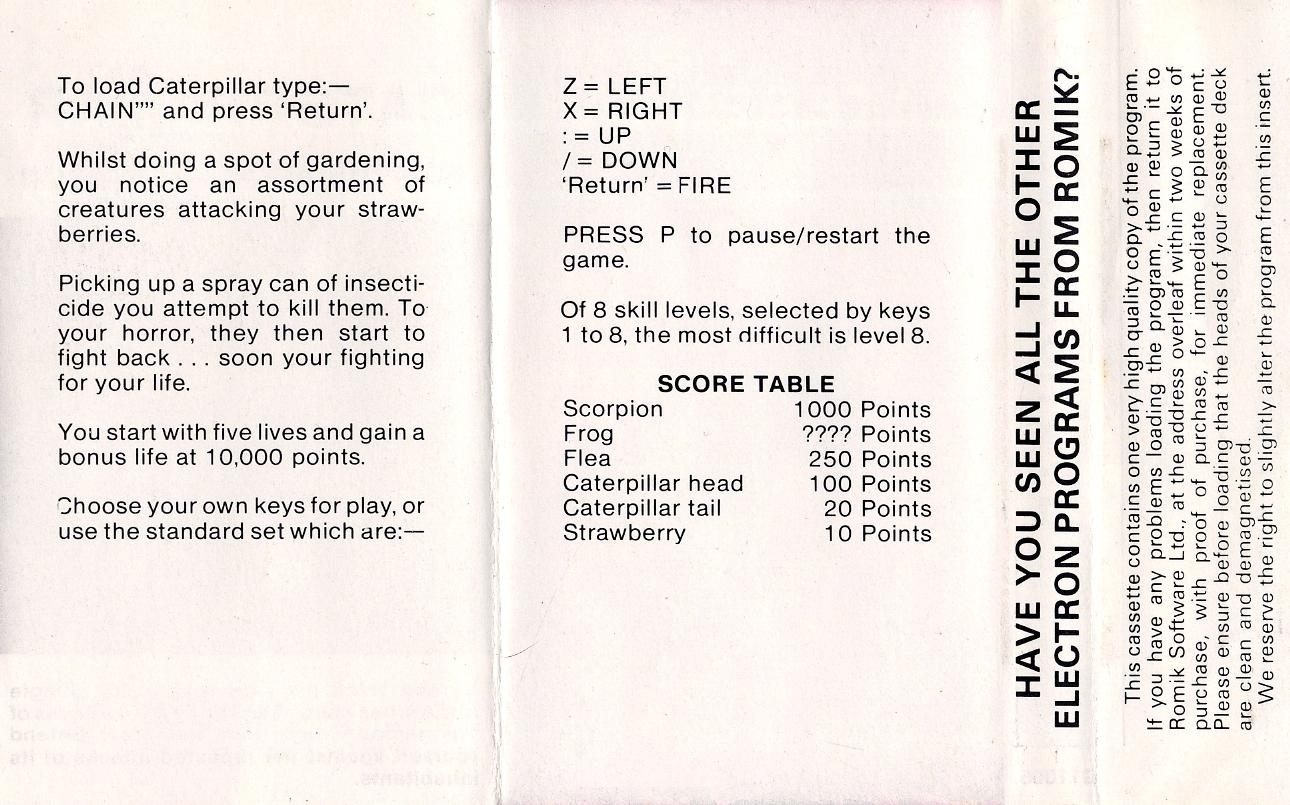 To load Caterpillar type:—
CHAIN"" and press 'Return'.
Whilst doing a spot of gardening,
you notice an assortment of
creatures attacking your straw-
berries.
Picking up a spray can of insecti-
cide you attempt to kill them. To
your horror, they then start to
fight back . . . soon your fighting
for your life.
You start with five lives and gain a
bonus life at 10,000 points.
Choose your own keys for play, or
use the standard set which are:—
Z = LEFT
X = RIGHT
: = UP
/ = DOWN
'Return' = FIRE
PRESS P to pause/restart the
game.
Of 8 skill levels, selected by keys
1 to 8, the most difficult is level 8.
SCORE TABLE
Scorpion 1000 Points
Frog ???? Points
Flea 250 Points
Caterpillar head 100 Points
Caterpillar tail 20 Points
Strawberry 10 Points
HAVE YOU SEEN ALL THE OTHER
ELECTRON PROGRAMS FROM ROMIK?
This cassette contains one very high quality copy of the program.
If you have any problems loading the program, then return it to
Romik Software Ltd., at the address overleaf within two weeks of
purchase, with proof of purchase, for immediate replacement.
Please ensure before loading that the heads of your cassette deck
are clean and demagnetised.
We reserve the right to slightly alter the program from this insert.